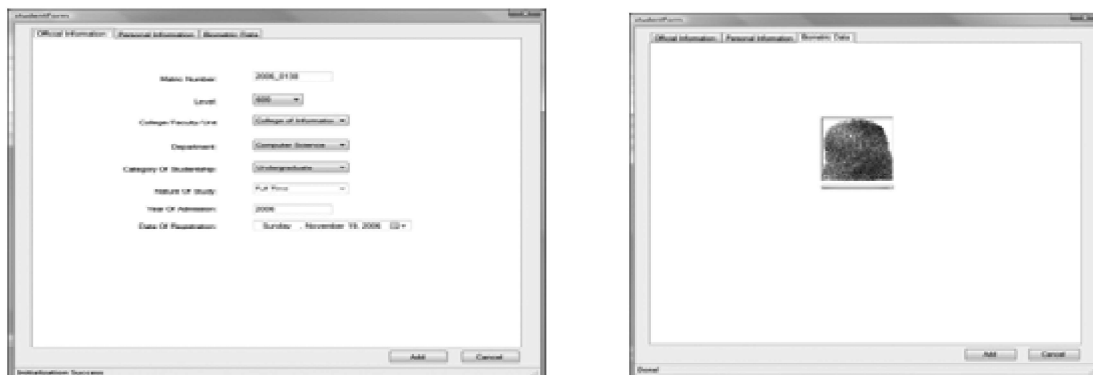 studentForm
Official Information Personal Information Biometric Data
Matric Number: 2006_0138
Level:
College/Faculty/Unit: College of Informatio...
Department: Computer Science
Category Of Studentship: Undergraduate
Nature Of Study: Full Time
Year Of Admission: 2006
Date Of Registration: Sunday , November 19, 2006
Add Cancel
Initialization Success
studentForm
Official Information Personal Information Biometric Data
Add Cancel
Done!